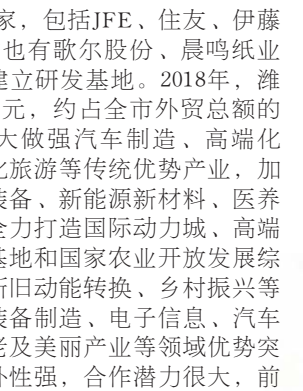 家，包括JFE、住友、伊藤
也有歌尔股份、晨鸣纸业
建立研发基地。2018年，潍
元，约占全市外贸总额的
大做强汽车制造、高端化
化旅游等传统优势产业，加
装备、新能源新材料、医养
全力打造国际动力城、高端
基地和国家农业开放发展综
新旧动能转换、乡村振兴等
装备制造、电子信息、汽车
老及美丽产业等领域优势突
补性强，合作潜力很大，前